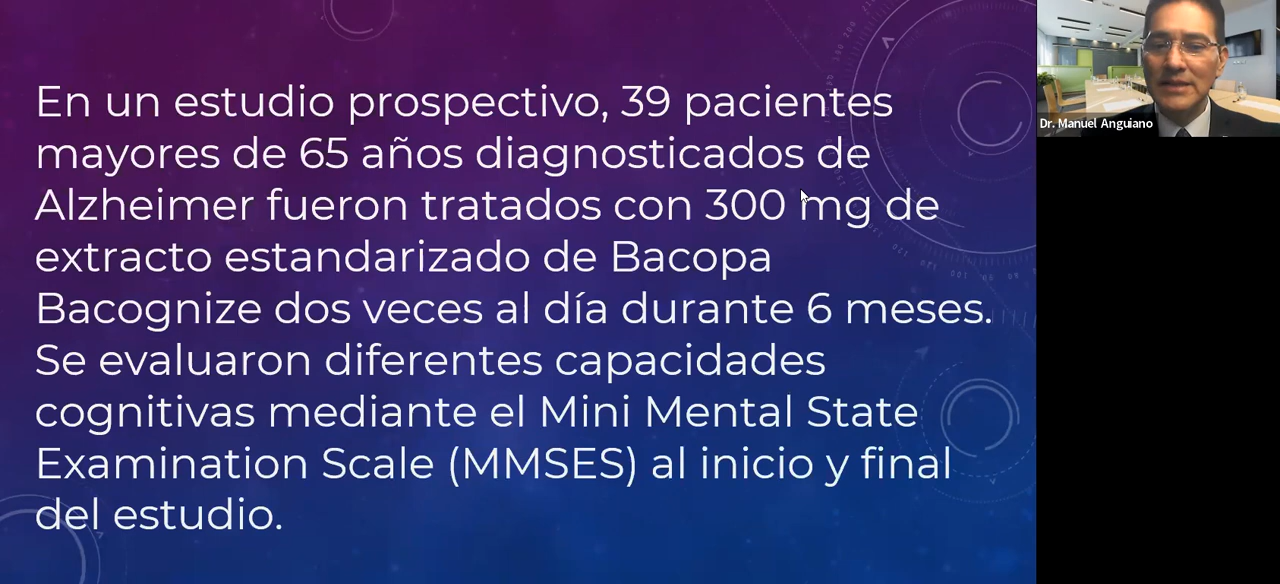 En un estudio prospectivo, 39 pacientes
mayores de 65 años diagnosticados de
Alzheimer fueron tratados con 300 mg de
extracto estandarizado de Bacopa
Bacognize dos veces al día durante 6 meses.
Se evaluaron diferentes capacidades
cognitivas mediante el Mini Mental State
Examination Scale (MMSES) al inicio y final
del estudio.
Dr. Manuel Anguiano